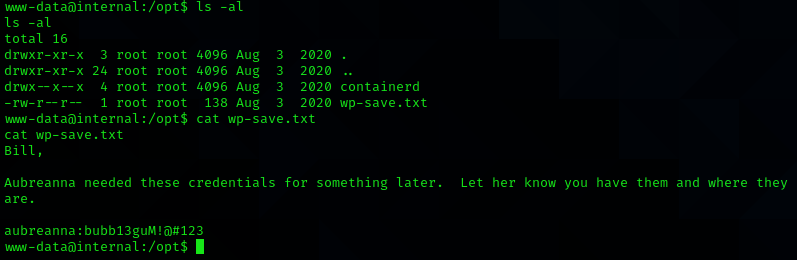 www-data@internal:/opt$ ls -al
ls -al
total 16
drwxr-xr-x  3 root root 4096 Aug  3  2020 .
drwxr-xr-x 24 root root 4096 Aug  3  2020 ..
drwx--x--x  4 root root 4096 Aug  3  2020 containerd
-rw-r--r--  1 root root  138 Aug  3  2020 wp-save.txt
www-data@internal:/opt$ cat wp-save.txt
cat wp-save.txt
Bill,
Aubreanna needed these credentials for something later.  Let her know you have them and where they
are.
aubreanna:bubb13guM!@#123
www-data@internal:/opt$